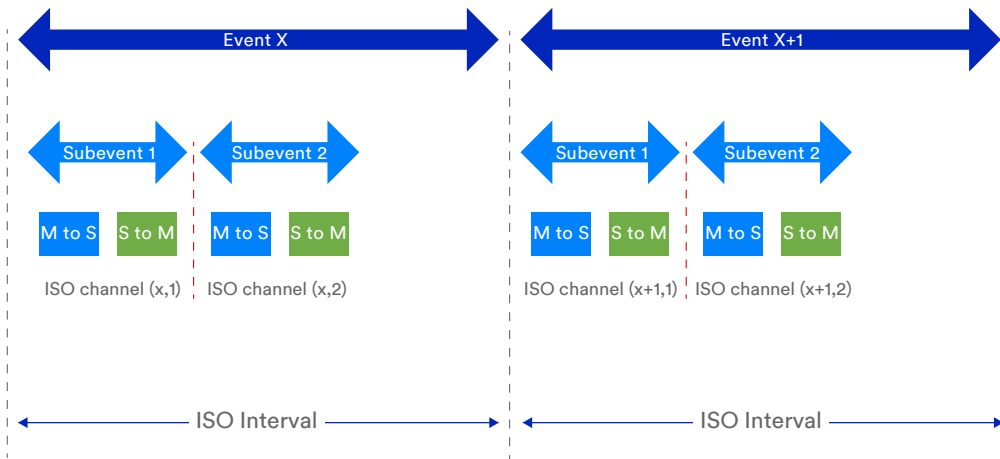 Event X
Event X+1
Subevent 1
Subevent 2
Subevent 1
Subevent 2
M to S
S to M
M to S
S to M
M to S
S to M
M to S
S to M
ISO channel (x,1)
ISO channel (x,2)
ISO channel (x+1,1)
ISO channel (x+1,2)
ISO Interval
ISO Interval